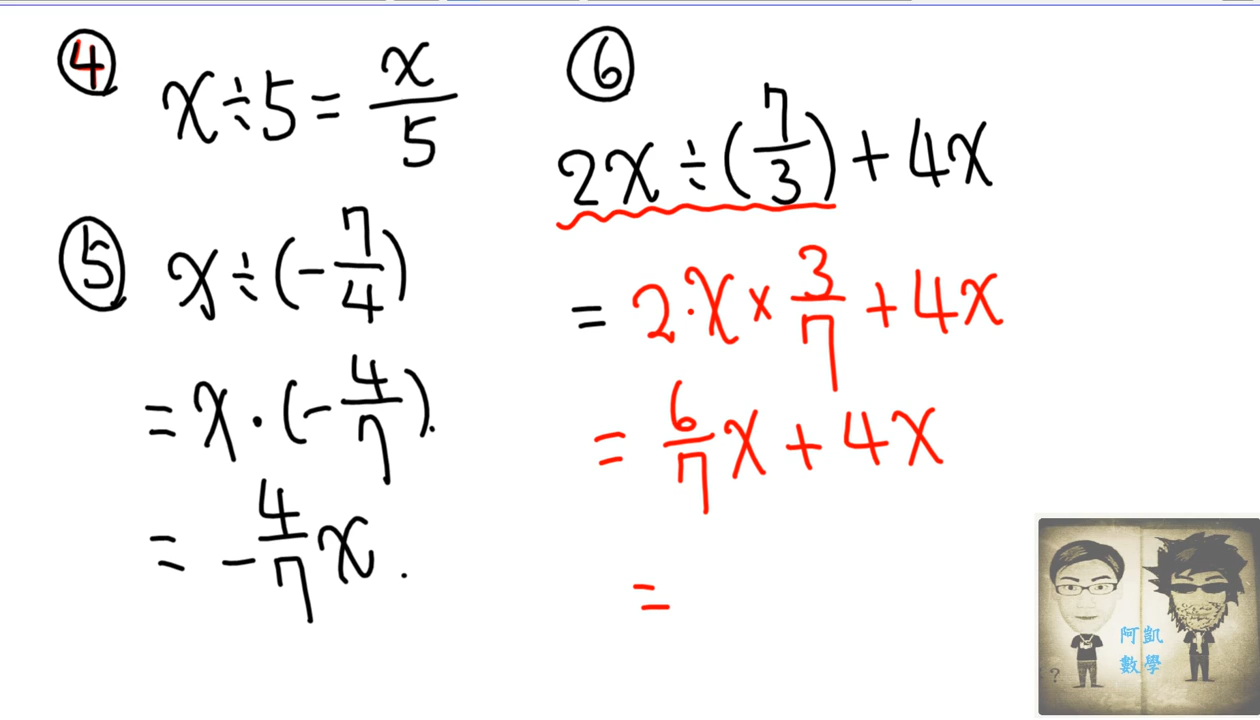 ④
x÷5=x/5
⑤ x÷(-7/4)
=x·(-4/7).
=-4/7x.
⑥
2x÷(7/3)+4x
=2·x×3/7+4x
=6/7x+4x
=
阿凱
數學
?